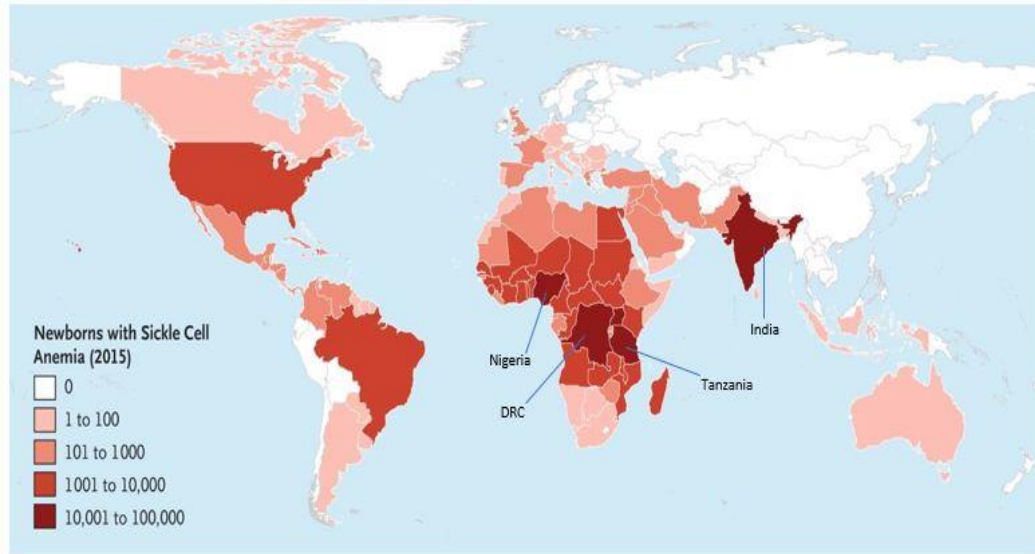 India
Nigeria
Tanzania
DRC
Newborns with Sickle Cell
Anemia (2015)
0
1 to 100
101 to 1000
1001 to 10,000
10,001 to 100,000